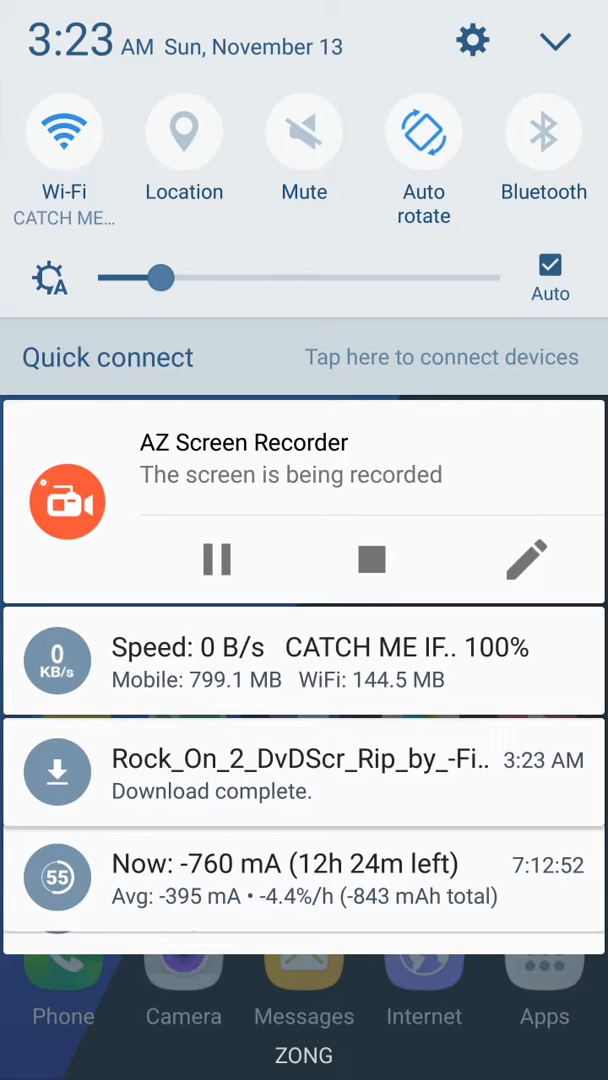 3:23 AM Sun, November 13
Wi-Fi
CATCH ME...
Location
Mute
Auto
rotate
Bluetooth
A
Auto
Quick connect
Tap here to connect devices
AZ Screen Recorder
The screen is being recorded
0
KB/s
Speed: 0 B/s CATCH ME IF.. 100%
Mobile: 799.1 MB WiFi: 144.5 MB
Rock_On_2_DvDScr_Rip_by_-Fi.. 3:23 AM
Download complete.
55
Now: -760 mA (12h 24m left) 7:12:52
Avg: -395 mA • -4.4%/h (-843 mAh total)
Phone
Camera
Messages
Internet
Apps
ZONG